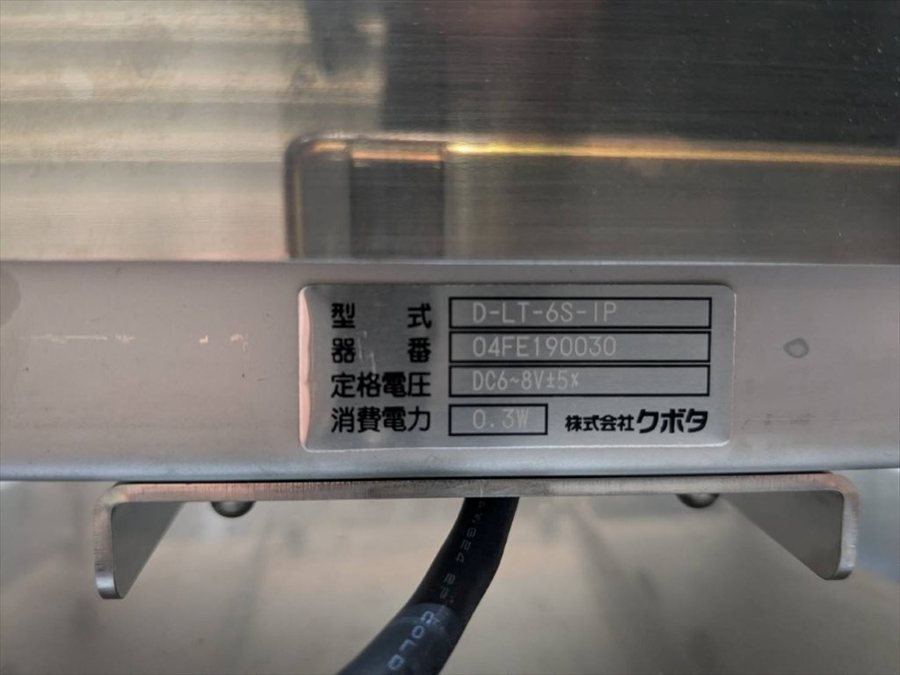 型 式 D-LT-6S-IP
器 番 04FE190030
定格電圧 DC6~8V±5%
消費電力 0.3W 株式会社クボタ